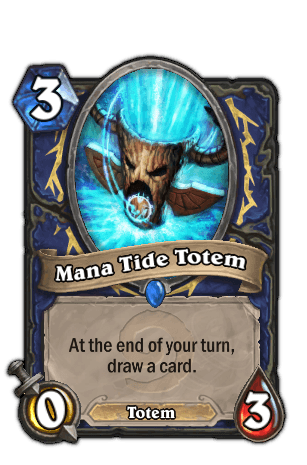 3
Mana Tide Totem
At the end of your turn,
draw a card.
0
Totem
3